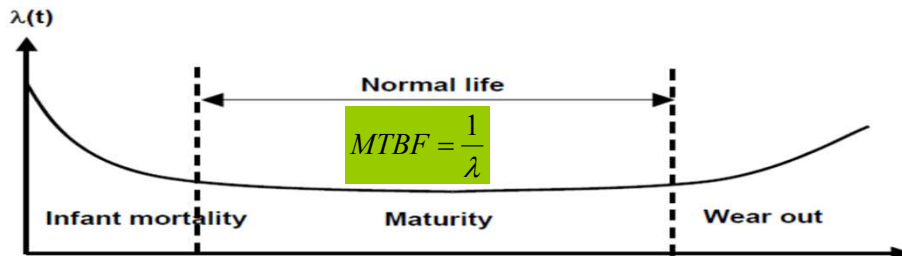 λ(t)
Normal life
MTBF = 1/λ
Infant mortality
Maturity
Wear out